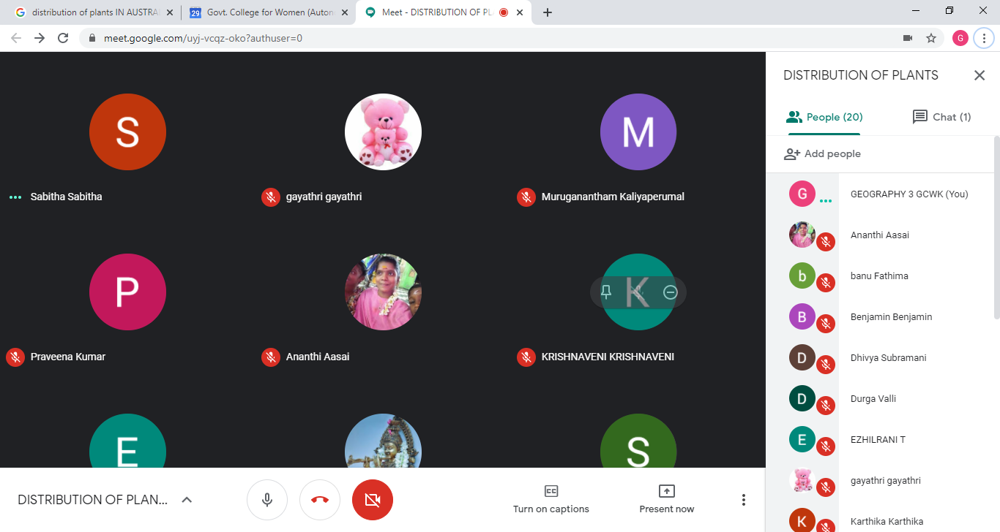 distribution of plants IN AUSTRA
Govt. College for Women (Auton
Meet - DISTRIBUTION OF PL
meet.google.com/uyj-vcqz-oko?authuser=0
G
S
M
Sabitha Sabitha
gayathri gayathri
Muruganantham Kaliyaperumal
P
K
Praveena Kumar
Ananthi Aasai
KRISHNAVENI KRISHNAVENI
E
S
DISTRIBUTION OF PLAN...
Turn on captions
Present now
DISTRIBUTION OF PLANTS
People (20)
Chat (1)
Add people
G
GEOGRAPHY 3 GCWK (You)
Ananthi Aasai
b
banu Fathima
B
Benjamin Benjamin
D
Dhivya Subramani
D
Durga Valli
E
EZHILRANI T
gayathri gayathri
K
Karthika Karthika